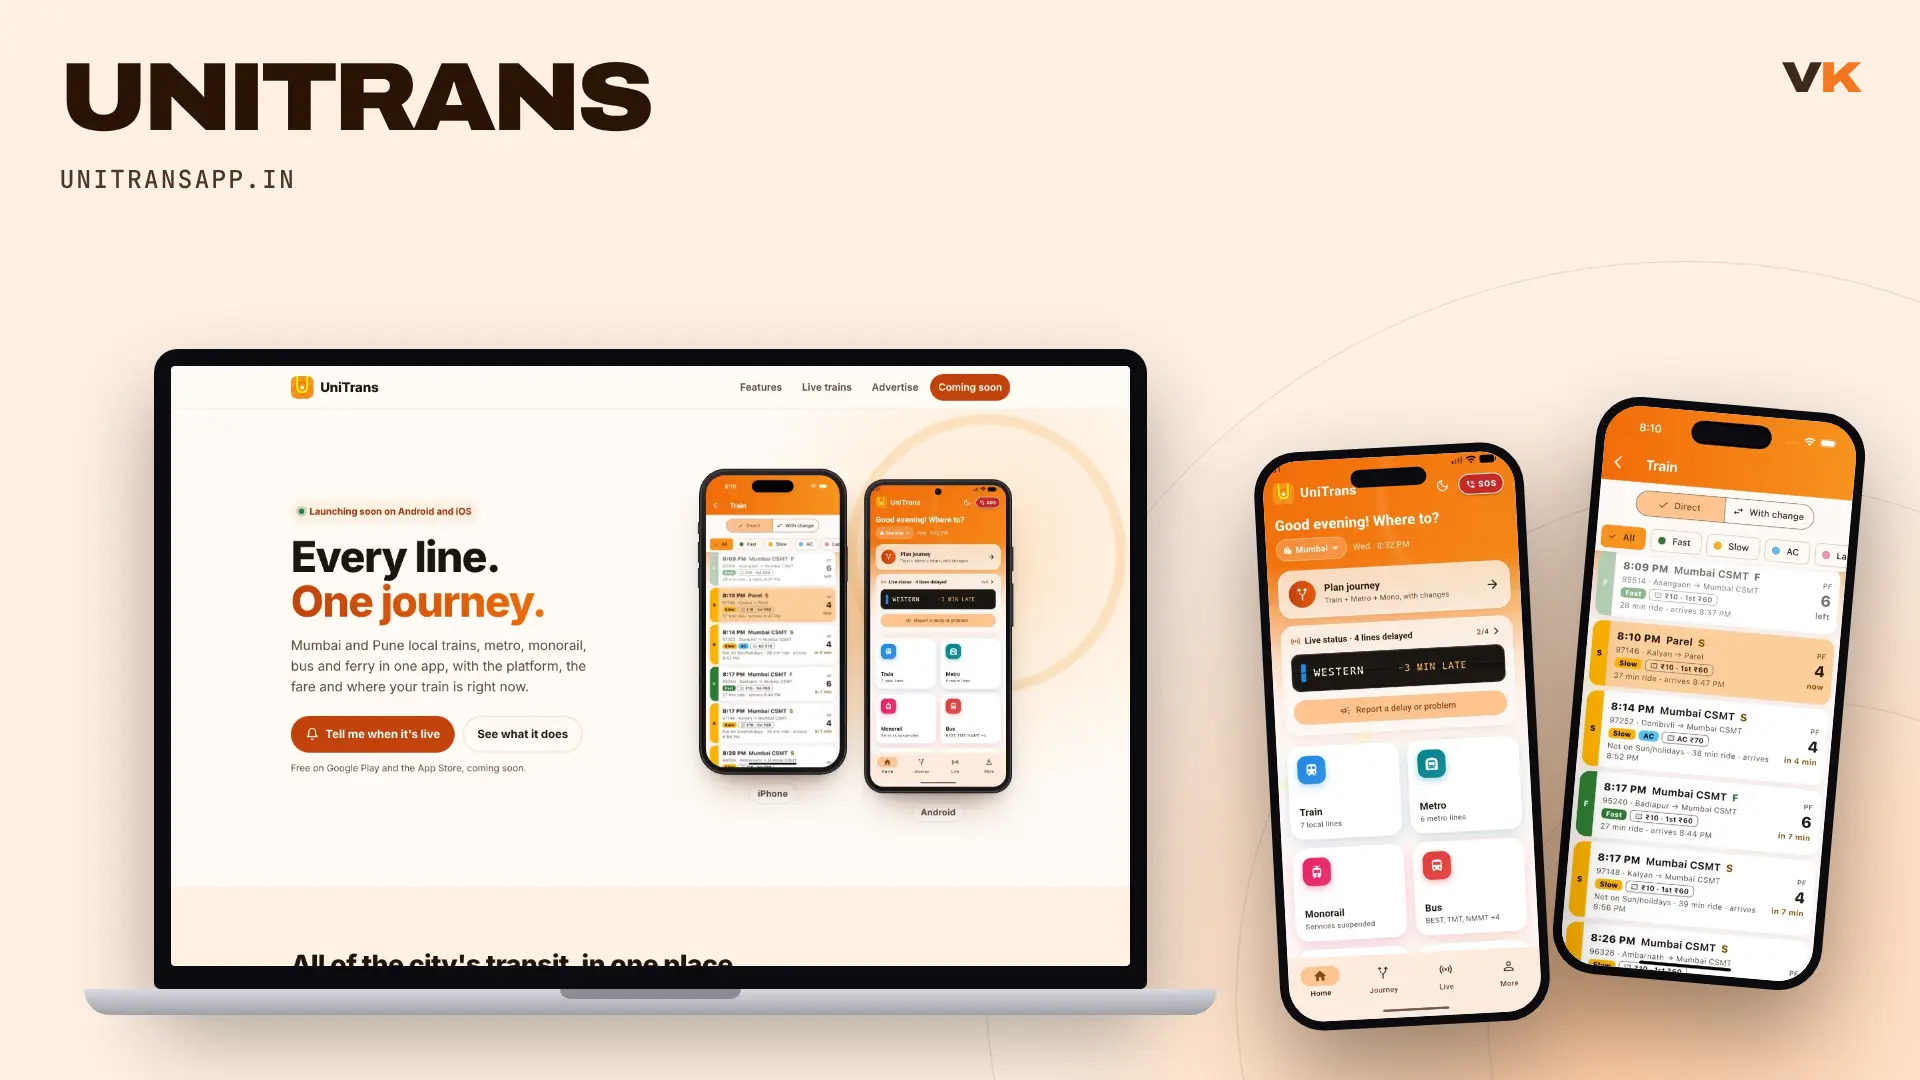 UNITRANS
VK
UNITRANSAPP.IN
UniTrans
Features
Live trains
Advertise
Coming soon
Launching soon on Android and iOS
Every line.
One journey.
Mumbai and Pune local trains, metro, monorail,
bus and ferry in one app, with the platform, the
fare and where your train is right now.
Tell me when it's live
See what it does
Free on Google Play and the App Store, coming soon.
iPhone
Android
All of the city's transit, in one place
UniTrans
SOS
Good evening! Where to?
Mumbai
Wed · 8:32 PM
Plan journey
Train + Metro + Mono, with changes
Live status · 4 lines delayed
2/4
WESTERN
~3 MIN LATE
Report a delay or problem
Train
7 local lines
Metro
6 metro lines
Monorail
Services suspended
Bus
BEST, TMT, NMMT +4
Home
Journey
Live
More
8:10
Train
Direct
With change
All
Fast
Slow
AC
La
8:09 PM Mumbai CSMT F
95514 · Asangaon → Mumbai CSMT
Fast
₹10 · 1st ₹60
28 min ride · arrives 8:37 PM
PF
6
left
8:10 PM Parel S
97146 · Kalyan → Parel
Slow
₹10 · 1st ₹60
37 min ride · arrives 8:47 PM
PF
4
now
8:14 PM Mumbai CSMT S
97252 · Dombivli → Mumbai CSMT
Slow
AC
AC ₹70
Not on Sun/holidays · 38 min ride · arrives
8:52 PM
PF
4
in 4 min
8:17 PM Mumbai CSMT F
95240 · Badlapur → Mumbai CSMT
Fast
₹10 · 1st ₹60
27 min ride · arrives 8:44 PM
PF
6
in 7 min
8:17 PM Mumbai CSMT S
97148 · Kalyan → Mumbai CSMT
Slow
₹10 · 1st ₹60
Not on Sun/holidays · 39 min ride · arrives
8:56 PM
PF
4
in 7 min
8:26 PM Mumbai CSMT S
96326 · Ambarnath → Mumbai CSMT
Slow
₹10 · 1st ₹60
PF